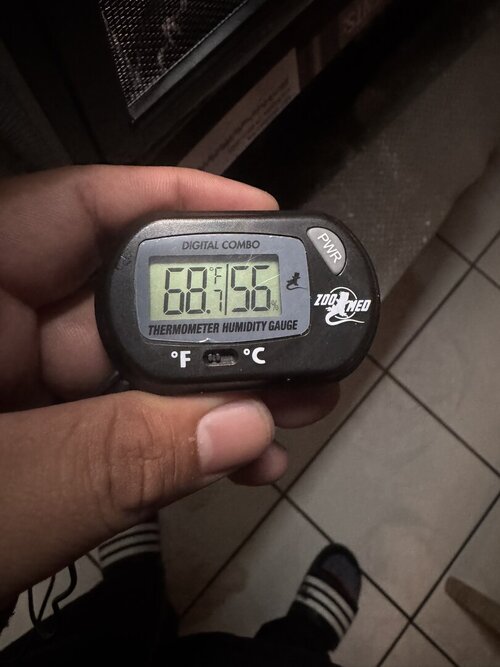 DIGITAL COMBO
PWR
68.7 °F 56 %
ZOO MED
THERMOMETER HUMIDITY GAUGE
°F °C